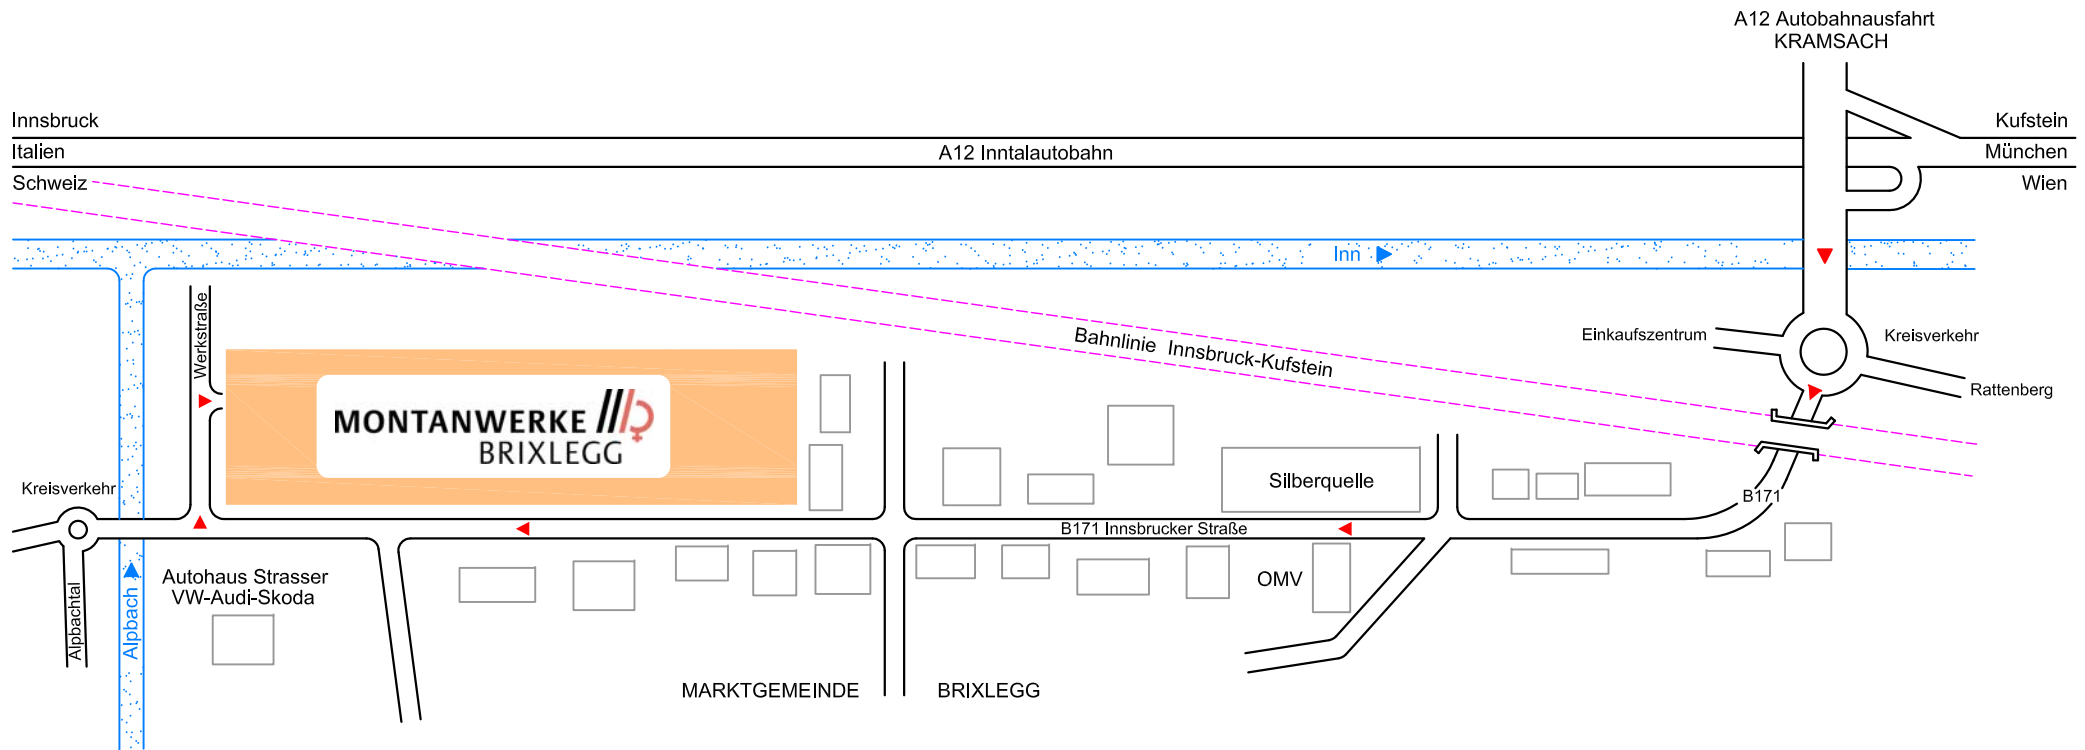 A12 Autobahnausfahrt
KRAMSACH
Innsbruck
Italien
Schweiz
A12 Inntalautobahn
Kufstein
München
Wien
Inn
Bahnlinie Innsbruck-Kufstein
Einkaufszentrum
Kreisverkehr
Rattenberg
Werkstraße
MONTANWERKE
BRIXLEGG
Kreisverkehr
Silberquelle
B171
B171 Innsbrucker Straße
Alpbachtal
Alpbach
Autohaus Strasser
VW-Audi-Skoda
OMV
MARKTGEMEINDE BRIXLEGG